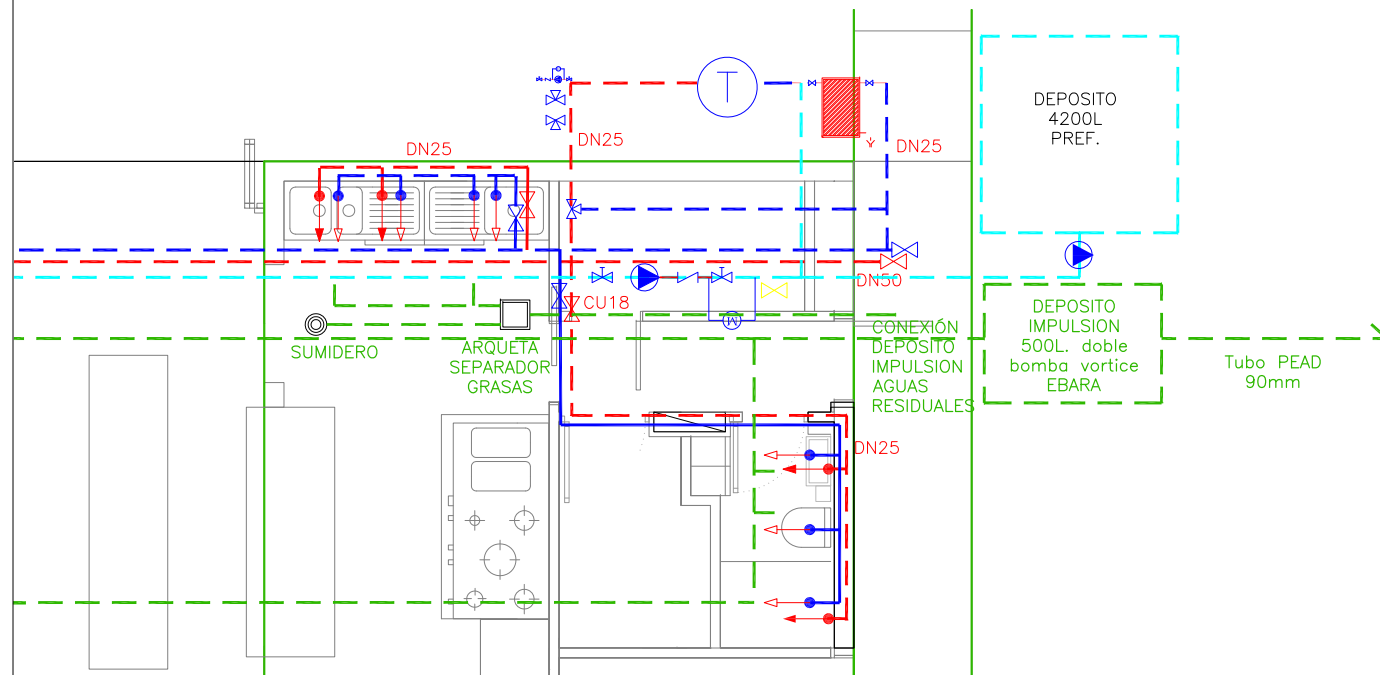 DEPOSITO
4200L
PREF.
T
DN25
DN25
DN25
DN50
CU18
M
SUMIDERO
ARQUETA
SEPARADOR
GRASAS
CONEXIÓN
DEPOSITO
IMPULSION
AGUAS
RESIDUALES
DEPOSITO
IMPULSION
500L. doble
bomba vortice
EBARA
Tubo PEAD
90mm
DN25